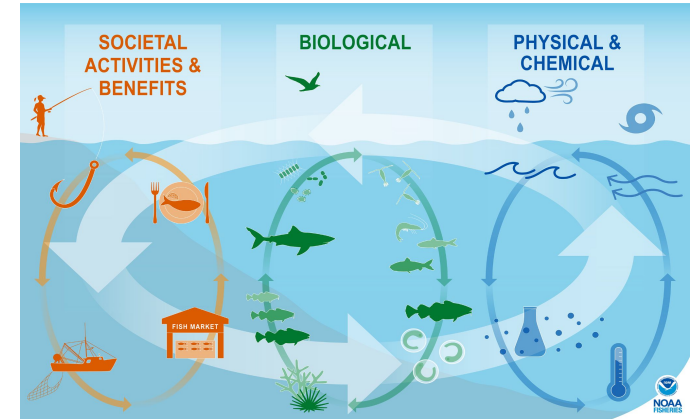 SOCIETAL
ACTIVITIES &
BENEFITS
BIOLOGICAL
PHYSICAL &
CHEMICAL
FISH MARKET
NOAA
FISHERIES